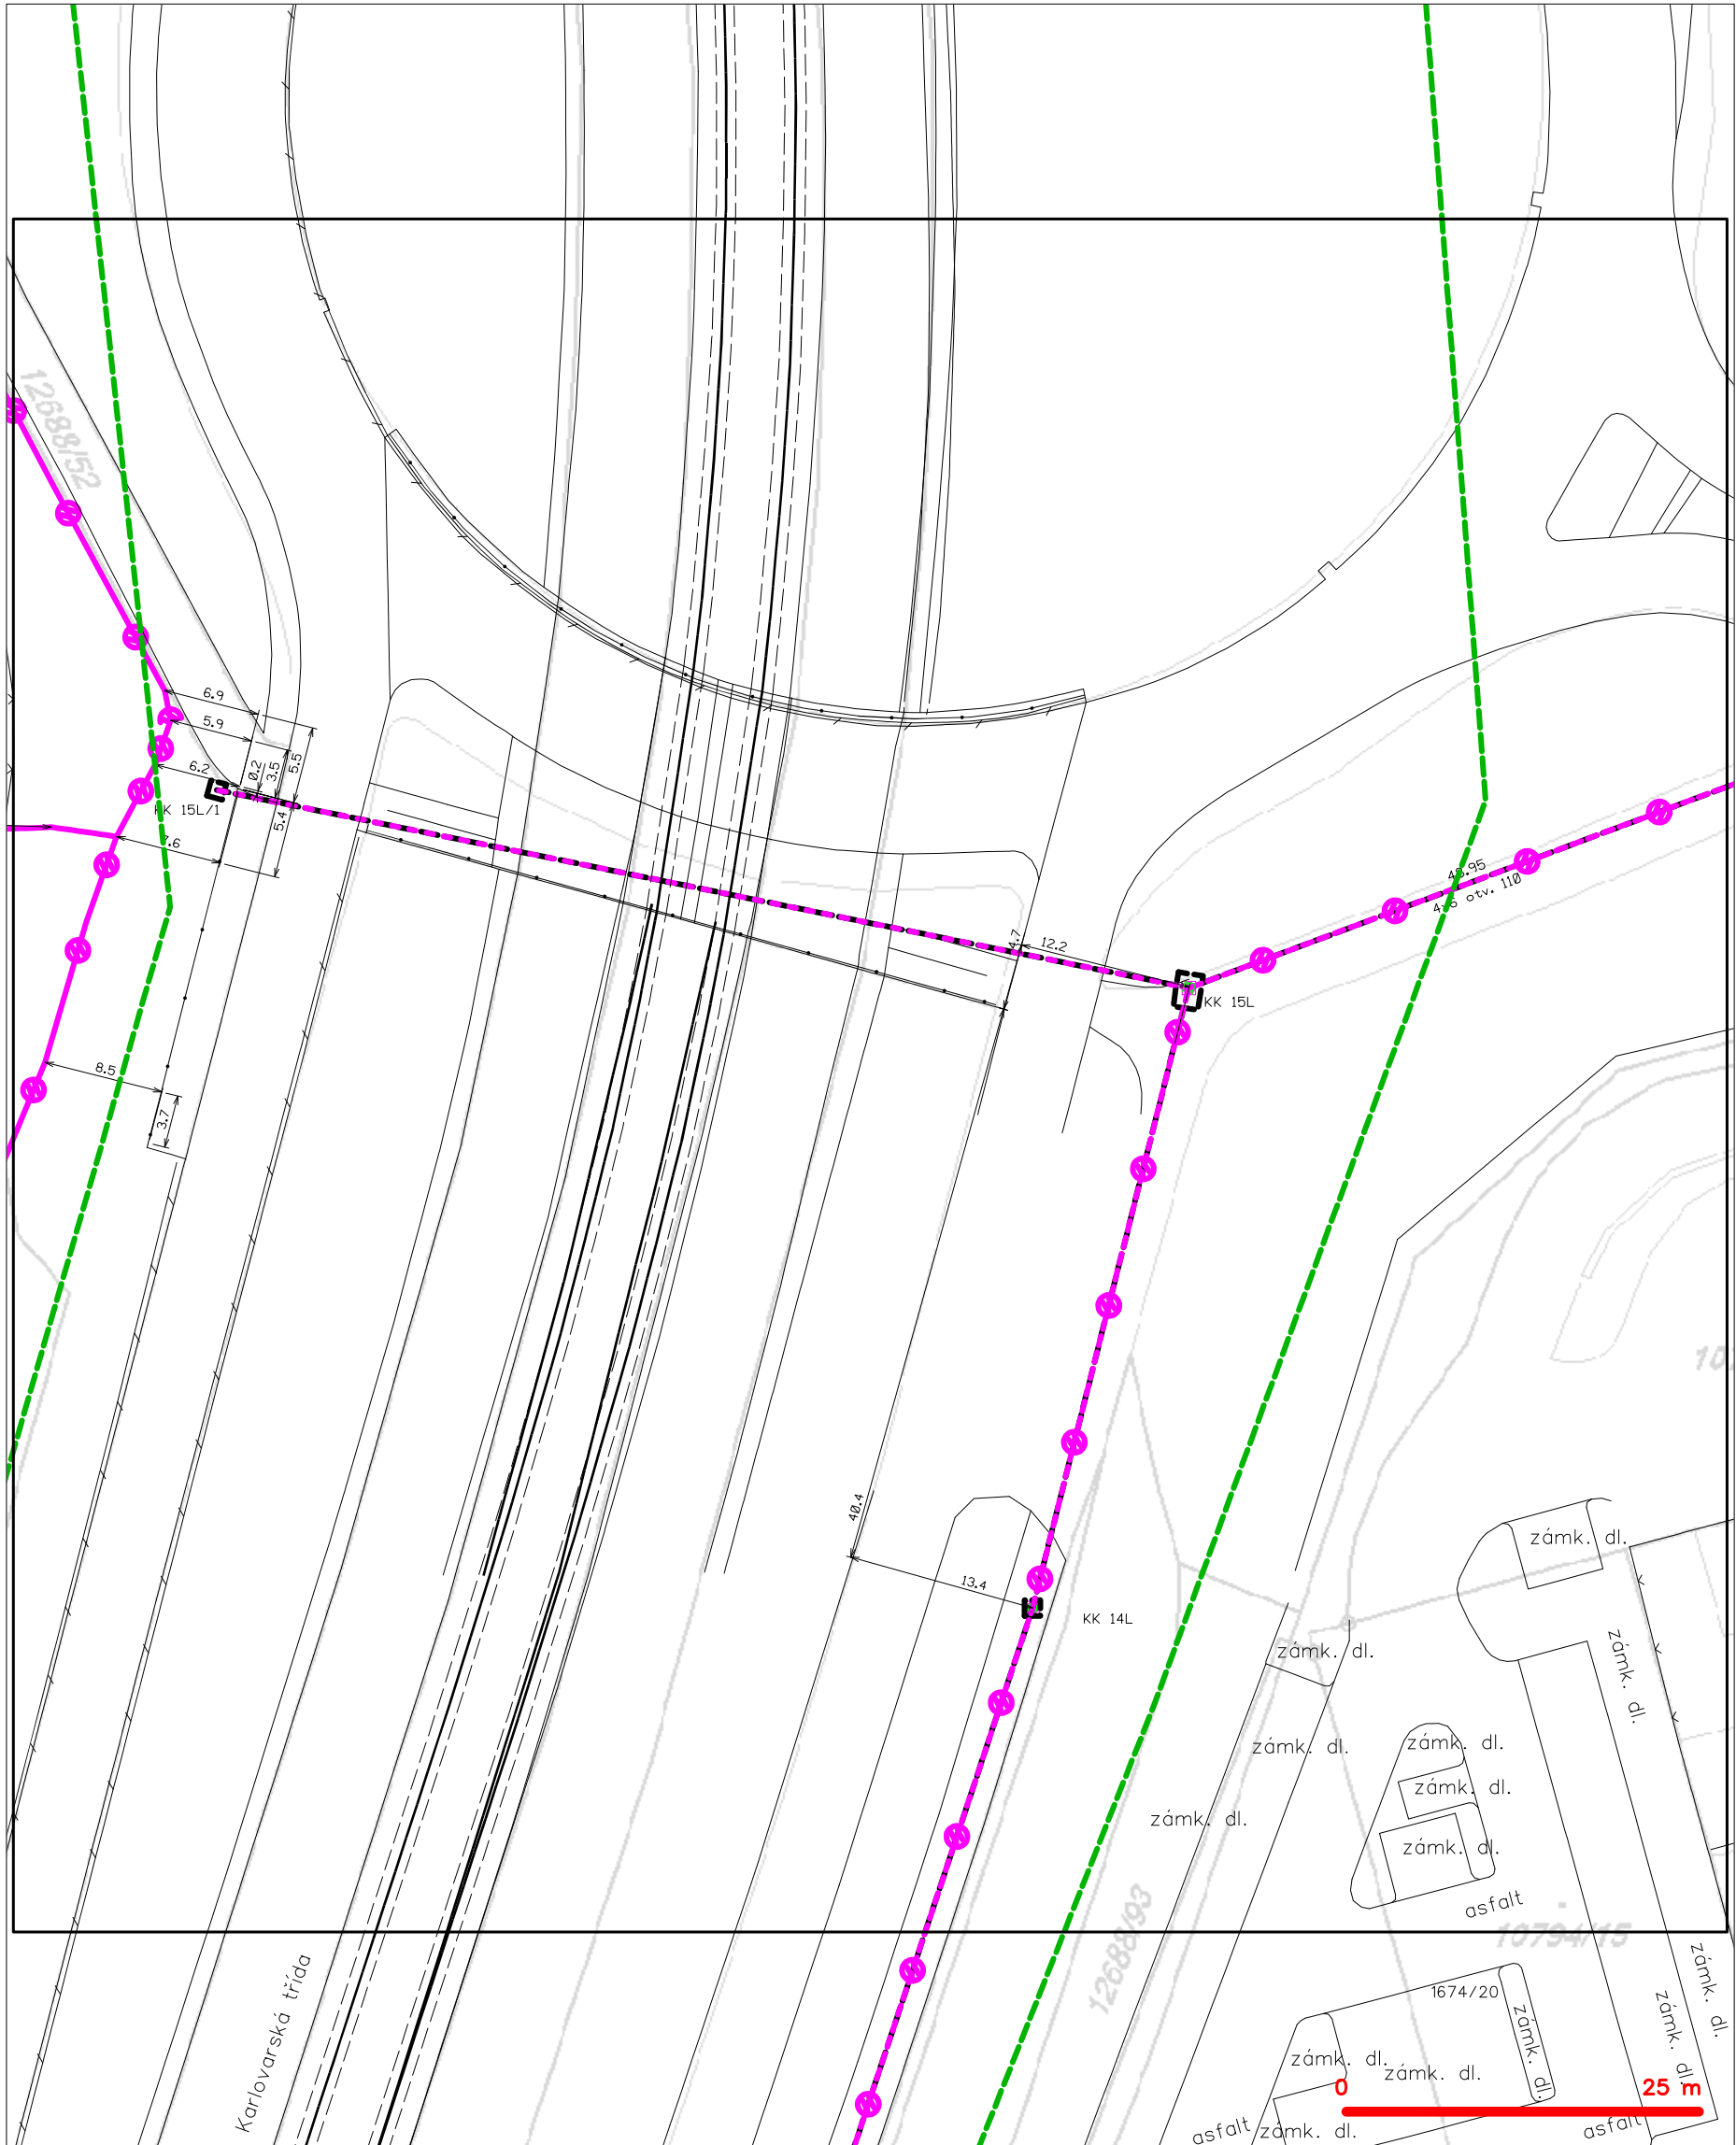 12688/52
6.9
5.9
5.5
3.5
0.2
6.2
KK 15L/1
5.4
7.6
4.7
12.2
KK 15L
110
8.5
3.7
40.4
13.4
KK 14L
zámk. dl.
zámk. dl.
zámk. dl.
zámk. dl.
zámk. dl.
zámk. dl.
zámk. dl.
zámk. dl.
asfalt
10794/15
12688/93
Karlovarská třída
1674/20
zámk. dl.
zámk. dl.
zámk. dl.
zámk. dl.
zámk. dl.
0 25 m
asfalt
zámk. dl.
asfalt